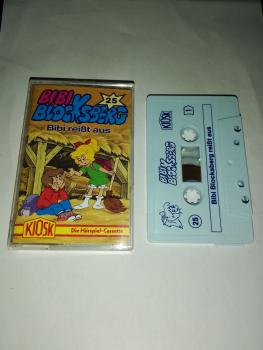 BIBI
BLOCKSBERG
25
Bibi reißt aus
KIOSK
Die Hörspiel-Cassette
KIOSK
1
BIBI
BLOCKSBERG
25
Bibi Blocksberg reißt aus